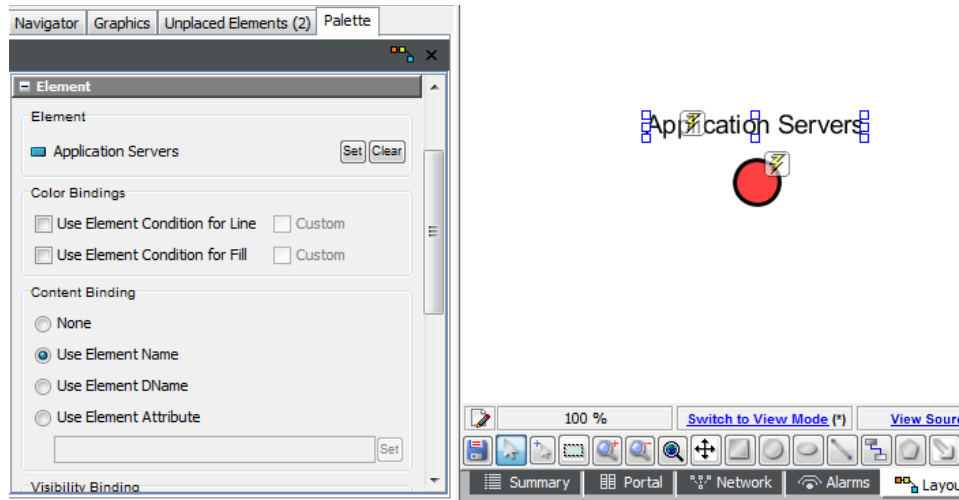 Navigator Graphics Unplaced Elements (2) Palette
Element
Element
Application Servers Set Clear
Color Bindings
Use Element Condition for Line Custom
Use Element Condition for Fill Custom
Content Binding
None
Use Element Name
Use Element DName
Use Element Attribute
Set
Visibility Binding
Application Servers
100 % Switch to View Mode (*) View Sour
Summary Portal Network Alarms Layou